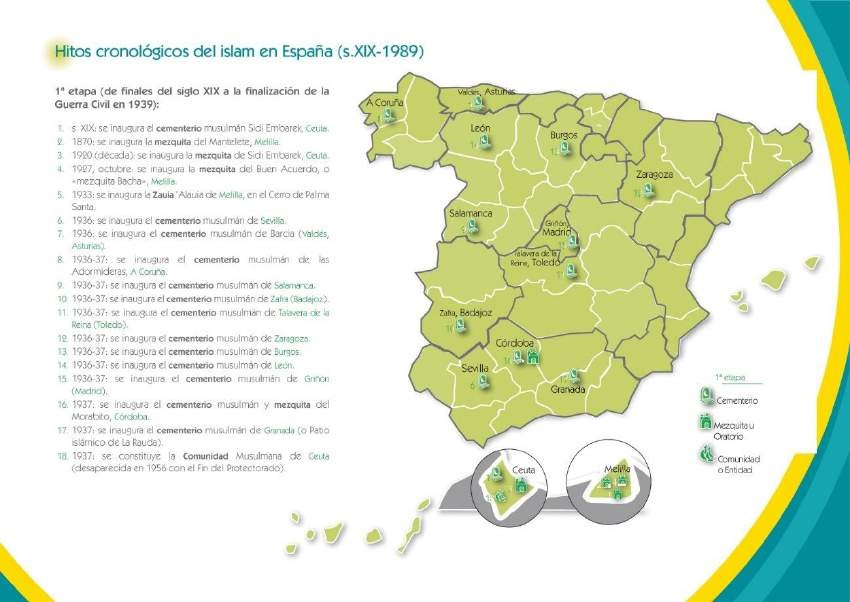 Hitos cronológicos del islam en España (s.XIX-1989)
1ª etapa (de finales del siglo XIX a la finalización de la
Guerra Civil en 1939):
1. s. XIX: se inaugura el cementerio musulmán Sidi Embarek, Ceuta.
2. 1870: se inaugura la mezquita del Mantelete, Melilla.
3. 1920 (década): se inaugura la mezquita de Sidi Embarek, Ceuta.
4. 1927, octubre: se inaugura la mezquita del Buen Acuerdo, o
«mezquita Bacha», Melilla.
5. 1933: se inaugura la Zauia ‘Alauia de Melilla, en el Cerro de Palma
Santa.
6. 1936: se inaugura el cementerio musulmán de Sevilla.
7. 1936: se inaugura el cementerio musulmán de Barcia (Valdés,
Asturias).
8. 1936-37: se inaugura el cementerio musulmán de las
Adormideras, A Coruña.
9. 1936-37: se inaugura el cementerio musulmán de Salamanca.
10. 1936-37: se inaugura el cementerio musulmán de Zafra (Badajoz).
11. 1936-37: se inaugura el cementerio musulmán de Talavera de la
Reina (Toledo).
12. 1936-37: se inaugura el cementerio musulmán de Zaragoza.
13. 1936-37: se inaugura el cementerio musulmán de Burgos.
14. 1936-37: se inaugura el cementerio musulmán de León.
15. 1936-37: se inaugura el cementerio musulmán de Griñón
(Madrid).
16. 1937: se inaugura el cementerio musulmán y mezquita del
Morabito, Córdoba.
17. 1937: se inaugura el cementerio musulmán de Granada (o Patio
islámico de La Rauda).
18. 1937: se constituye la Comunidad Musulmana de Ceuta
(desaparecida en 1956 con el Fin del Protectorado).
A Coruña
Valdés, Asturias
León
Burgos
Zaragoza
Salamanca
Griñón,
Madrid
Talavera de la
Reina, Toledo
Zafra, Badajoz
Córdoba
Sevilla
Granada
Ceuta
Melilla
1ª etapa
Cementerio
Mezquita u
Oratorio
Comunidad
o Entidad